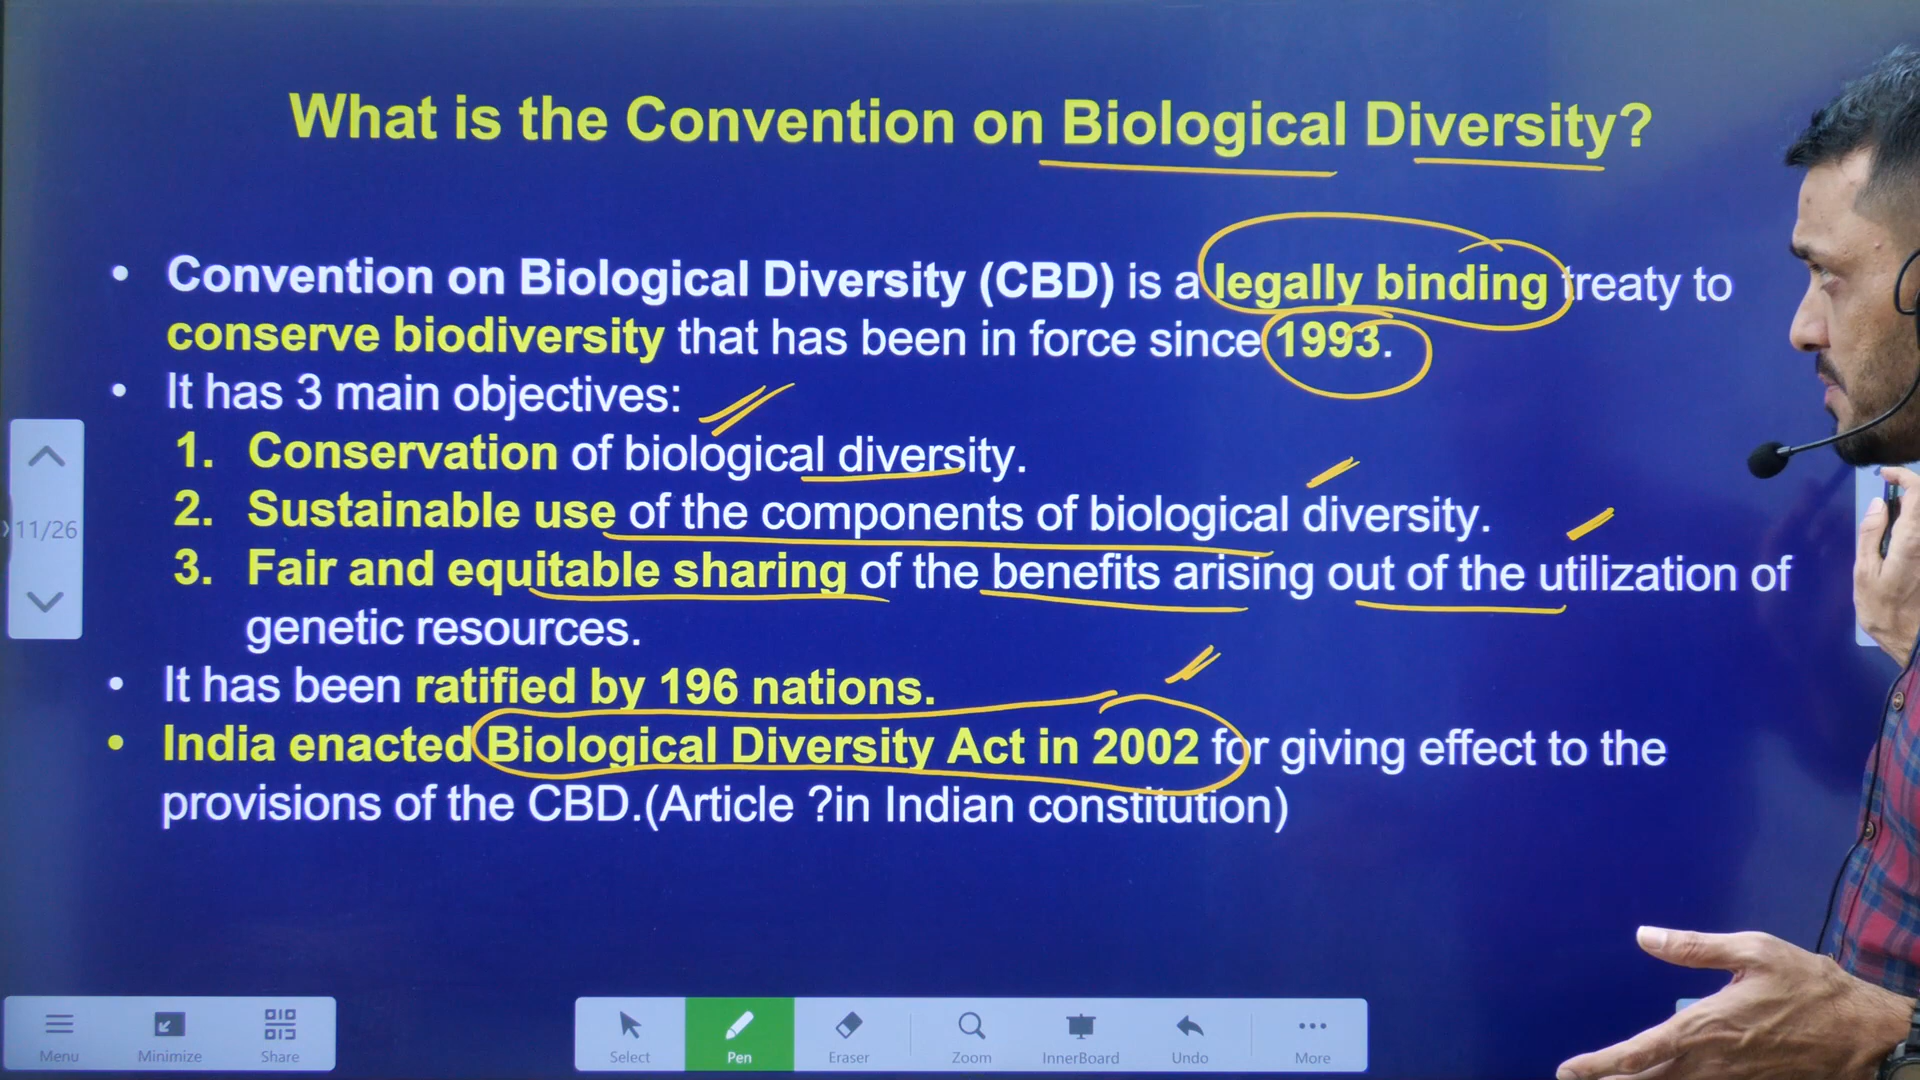 What is the Convention on Biological Diversity?
• Convention on Biological Diversity (CBD) is a legally binding treaty to
conserve biodiversity that has been in force since 1993.
• It has 3 main objectives:
1. Conservation of biological diversity.
2. Sustainable use of the components of biological diversity.
3. Fair and equitable sharing of the benefits arising out of the utilization of
genetic resources.
• It has been ratified by 196 nations.
• India enacted Biological Diversity Act in 2002 for giving effect to the
provisions of the CBD.(Article ?in Indian constitution)
11/26
Menu Minimize Share Select Pen Eraser Zoom InnerBoard Undo More